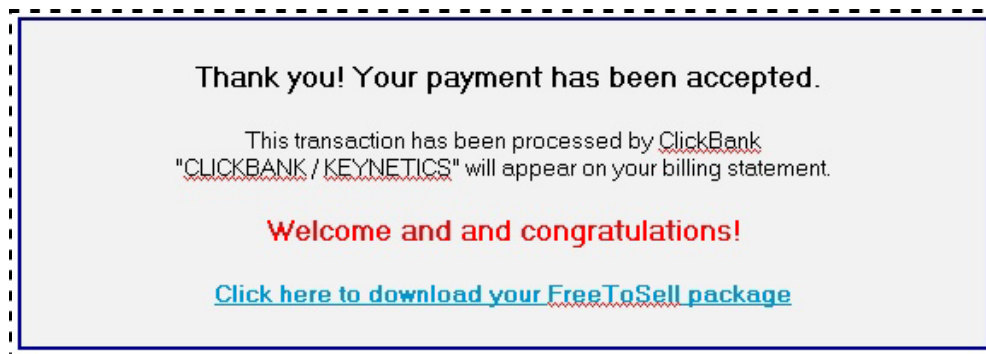 Thank you! Your payment has been accepted.
This transaction has been processed by ClickBank
"CLICKBANK / KEYNETICS" will appear on your billing statement.
Welcome and and congratulations!
Click here to download your FreeToSell package